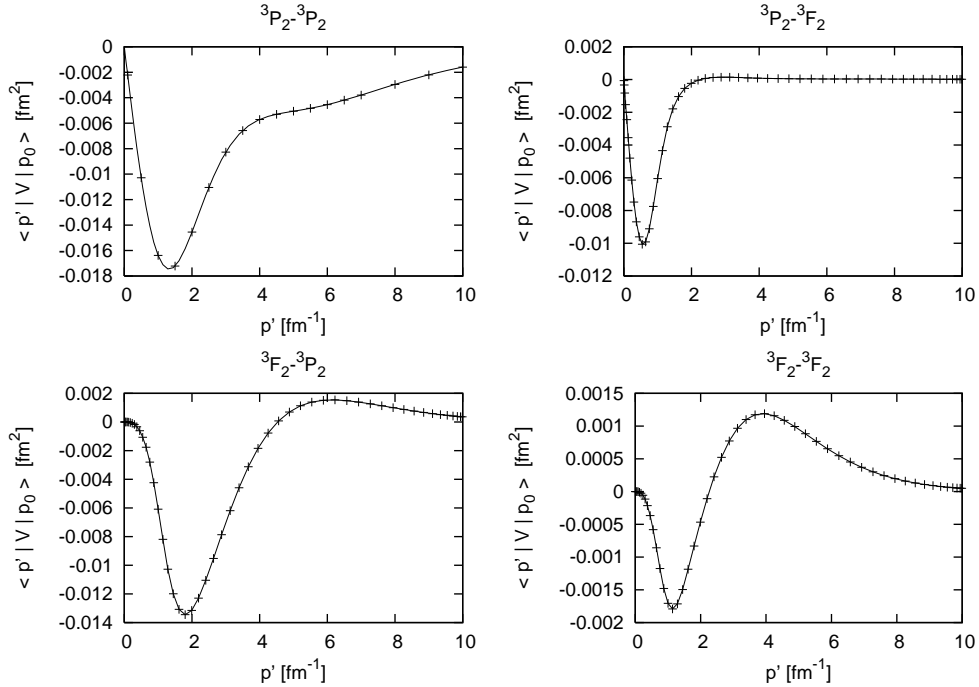 ³P₂-³P₂
0
-0.002
-0.004
-0.006
-0.008
-0.01
-0.012
-0.014
-0.016
-0.018
< p' | V | p₀ > [fm²]
0 2 4 6 8 10
p' [fm⁻¹]
³P₂-³F₂
0.002
0
-0.002
-0.004
-0.006
-0.008
-0.01
-0.012
< p' | V | p₀ > [fm²]
0 2 4 6 8 10
p' [fm⁻¹]
³F₂-³P₂
0.002
0
-0.002
-0.004
-0.006
-0.008
-0.01
-0.012
-0.014
< p' | V | p₀ > [fm²]
0 2 4 6 8 10
p' [fm⁻¹]
³F₂-³F₂
0.0015
0.001
0.0005
0
-0.0005
-0.001
-0.0015
-0.002
< p' | V | p₀ > [fm²]
0 2 4 6 8 10
p' [fm⁻¹]